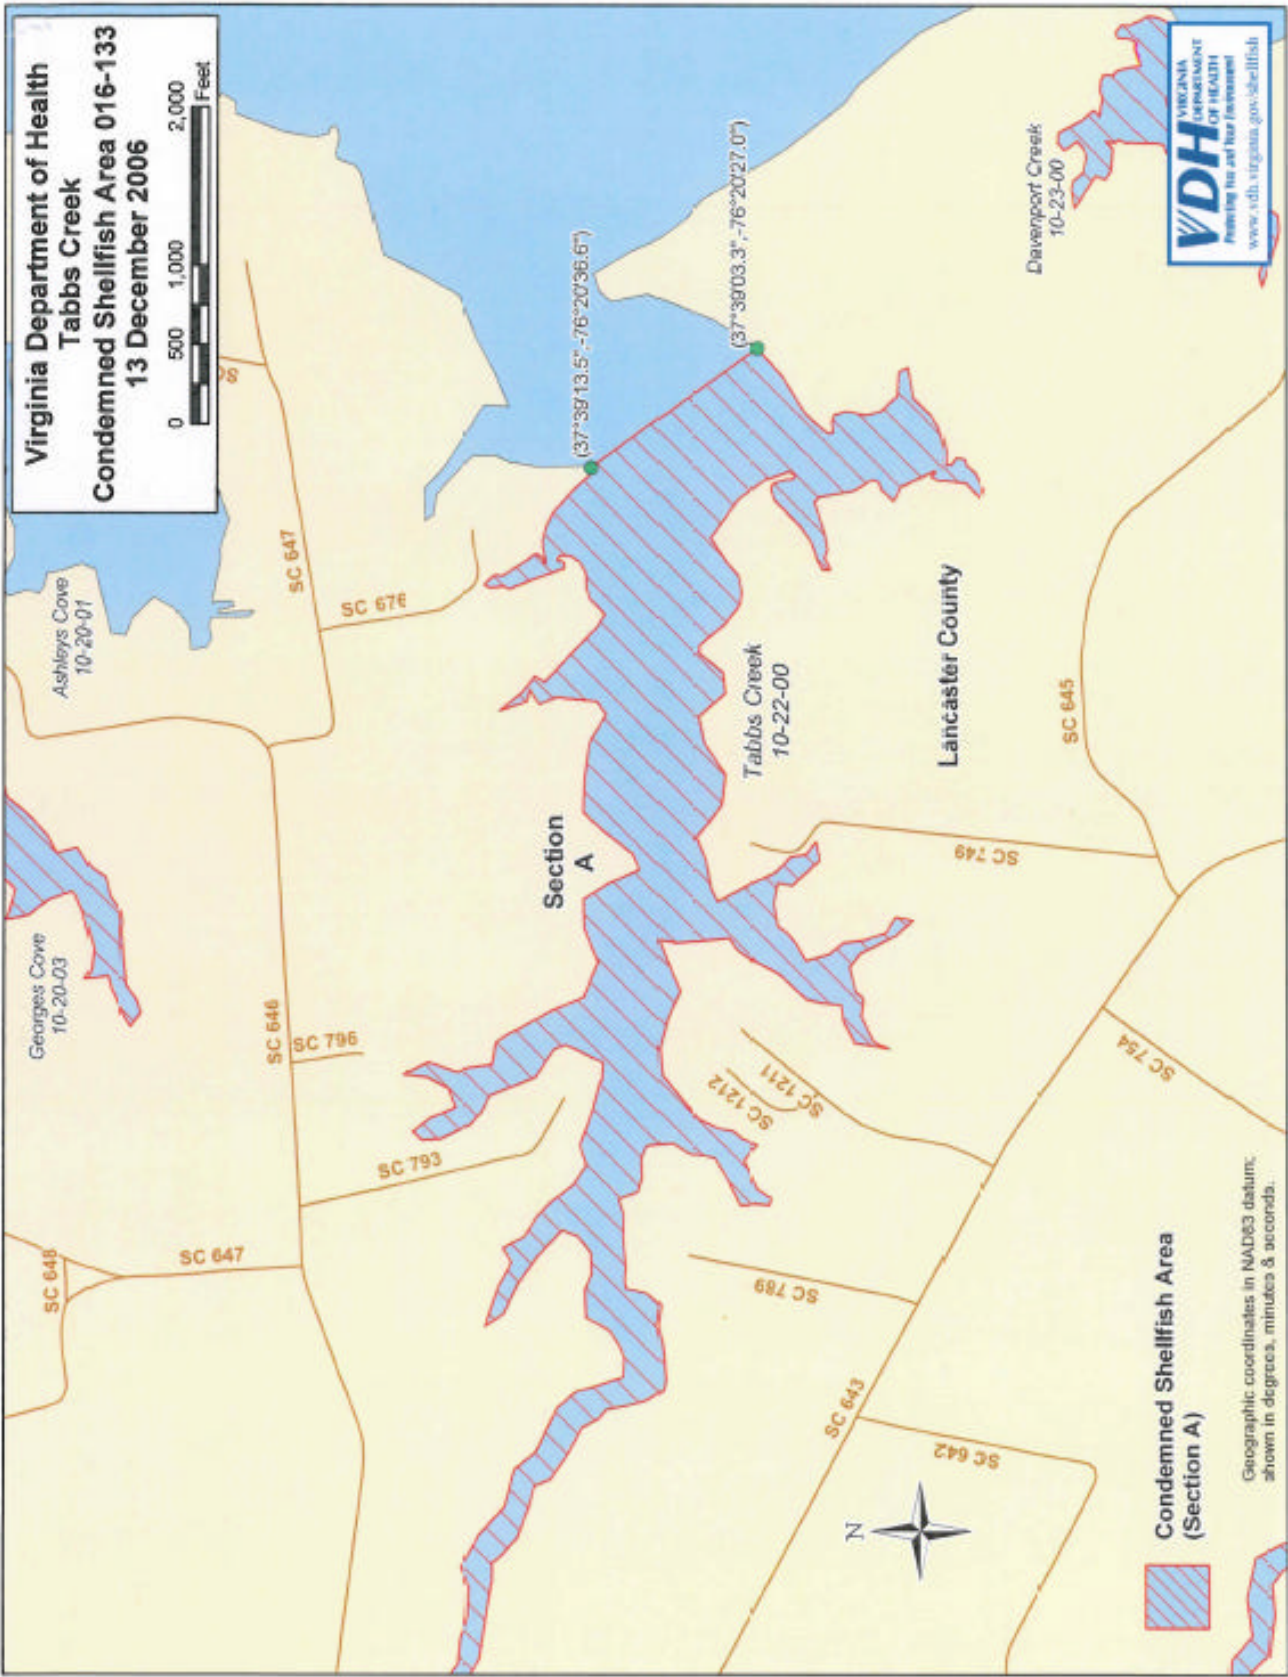 Virginia Department of Health
Tabbs Creek
Condemned Shellfish Area 016-133
13 December 2006
0 500 1,000 2,000
Feet
Georges Cove
10-20-03
Ashleys Cove
10-20-01
SC 648
SC 647
SC 646
SC 796
SC 793
SC 647
SC 676
SC
Section
A
(37°39'13.5",-76°20'36.6")
(37°39'03.3",-76°20'27.0")
Tabbs Creek
10-22-00
Lancaster County
SC 1212
SC 1211
SC 789
SC 749
SC 645
SC 643
SC 642
SC 754
Davenport Creek
10-23-00
N
Condemned Shellfish Area
(Section A)
Geographic coordinates in NAD83 datum;
shown in degrees, minutes & seconds.
VDH VIRGINIA
DEPARTMENT
OF HEALTH
Protecting You and Your Environment
www.vdh.virginia.gov/shellfish